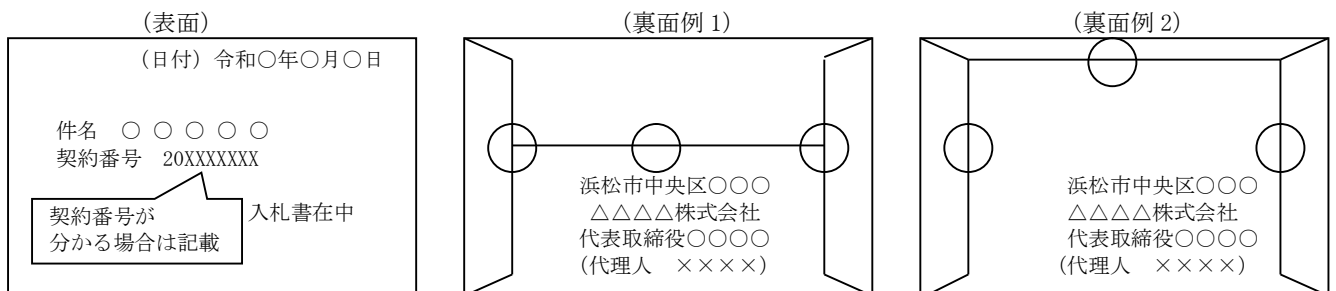 （表面）
（日付）令和○年○月○日
件名　○ ○ ○ ○ ○
契約番号　20XXXXXXX
契約番号が
分かる場合は記載
入札書在中
（裏面例 1）
浜松市中央区○○○
△△△△株式会社
代表取締役○○○○
（代理人　××××）
（裏面例 2）
浜松市中央区○○○
△△△△株式会社
代表取締役○○○○
（代理人　××××）